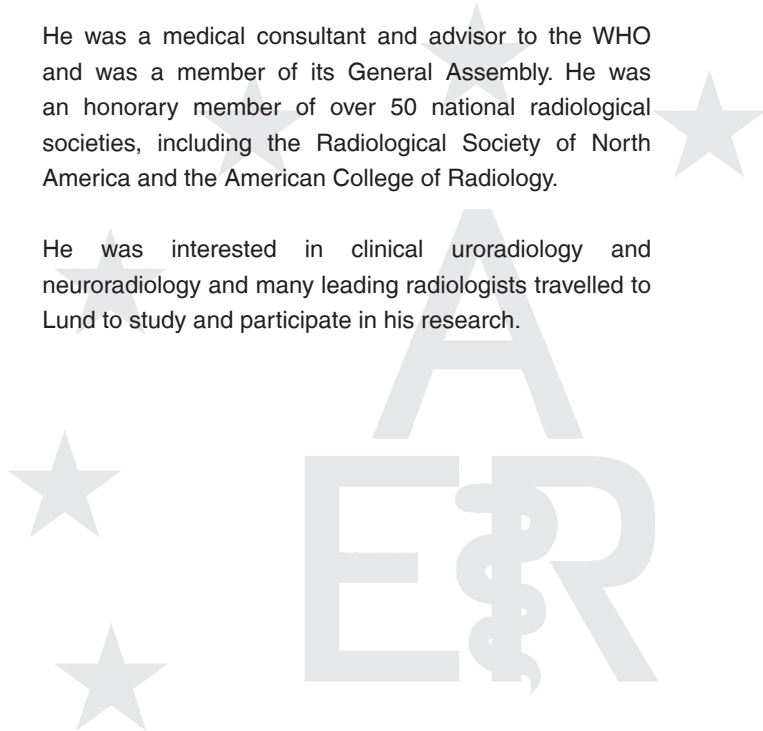 He was a medical consultant and advisor to the WHO
and was a member of its General Assembly. He was
an honorary member of over 50 national radiological
societies, including the Radiological Society of North
America and the American College of Radiology.
He was interested in clinical uroradiology and
neuroradiology and many leading radiologists travelled to
Lund to study and participate in his research.
A
ER